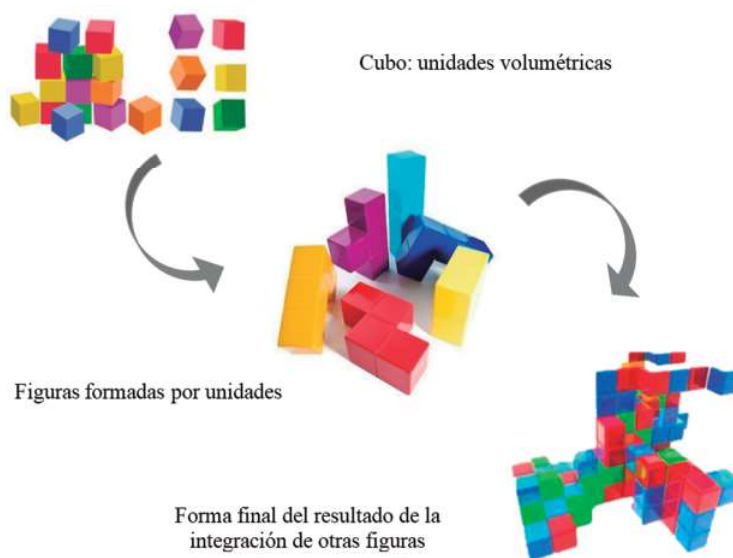 Cubo: unidades volumétricas
Figuras formadas por unidades
Forma final del resultado de la
integración de otras figuras